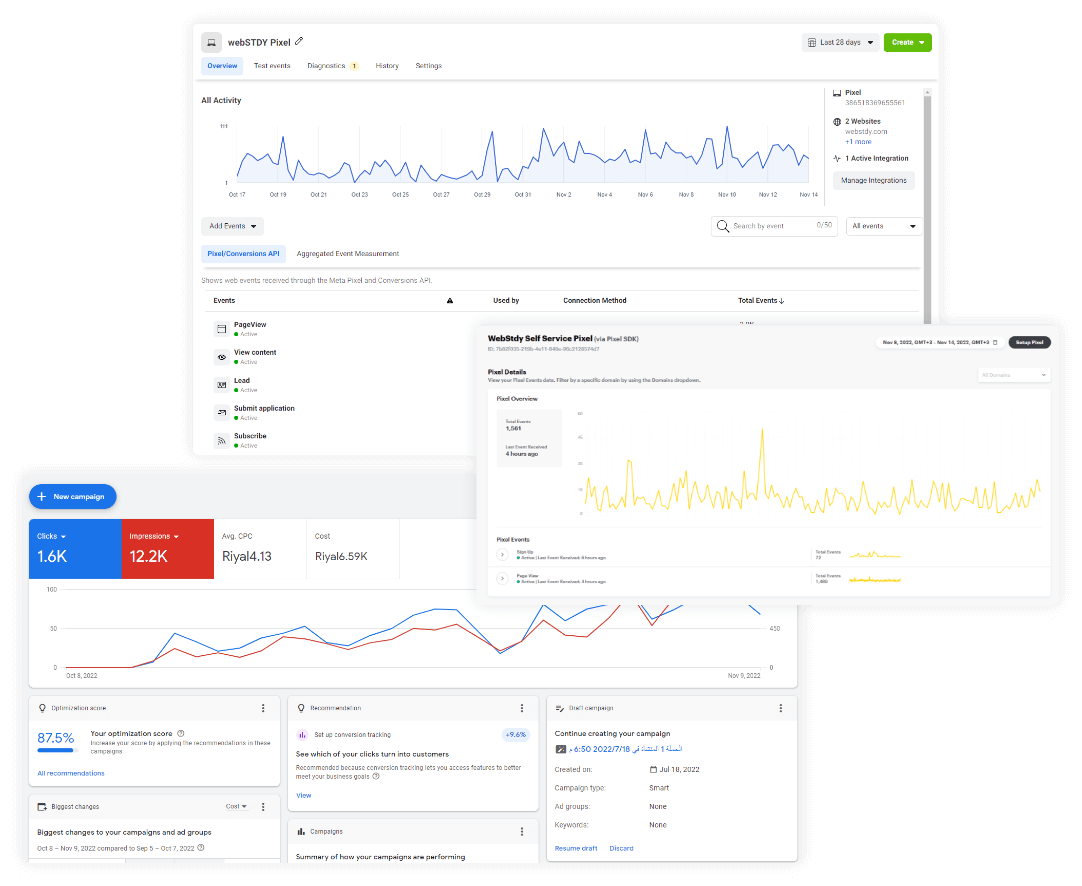 webSTDY Pixel
Last 28 days
Create
Overview
Test events
Diagnostics 1
History
Settings
All Activity
111
1
Oct 17 Oct 19 Oct 21 Oct 23 Oct 25 Oct 27 Oct 29 Oct 31 Nov 2 Nov 4 Nov 6 Nov 8 Nov 10 Nov 12 Nov 14
Pixel
386518369655561
2 Websites
webstdy.com
+1 more
1 Active Integration
Manage Integrations
Add Events
Search by event 0/50
All events
Pixel/Conversions API
Aggregated Event Measurement
Shows web events received through the Meta Pixel and Conversions API.
Events Used by Connection Method Total Events
PageView
Active
View content
Active
Lead
Active
Submit application
Active
Subscribe
Active
WebStdy Self Service Pixel (via Pixel SDK)
Nov 8, 2022, GMT+3 - Nov 14, 2022, GMT+3
Setup Pixel
Pixel Details
View your Pixel Events data. Filter by a specific domain by using the Domains dropdown.
All Domains
Pixel Overview
Total Events
1,561
Last Event Received
4 hours ago
Pixel Events
Sign Up
Active | Last Event Received: 8 hours ago
Total Events
72
Page View
Active | Last Event Received: 4 hours ago
Total Events
New campaign
Clicks
1.6K
Impressions
12.2K
Avg. CPC
Riyal4.13
Cost
Riyal6.59K
100
50
0
450
0
Oct 8, 2022
Nov 9, 2022
Optimization score
87.5%
Your optimization score
Increase your score by applying the recommendations in these
campaigns
All recommendations
Biggest changes
Cost
Biggest changes to your campaigns and ad groups
Oct 8 – Nov 9, 2022 compared to Sep 5 – Oct 7, 2022
Recommendation
Set up conversion tracking
+9.6%
See which of your clicks turn into customers
Recommended because conversion tracking lets you access features to better
meet your business goals
View
Campaigns
Summary of how your campaigns are performing
Draft campaign
Continue creating your campaign
الحملة 1 المنشأة في 2022/7/18 6:50 م
Created on: Jul 18, 2022
Campaign type: Smart
Ad groups: None
Keywords: None
Resume draft
Discard